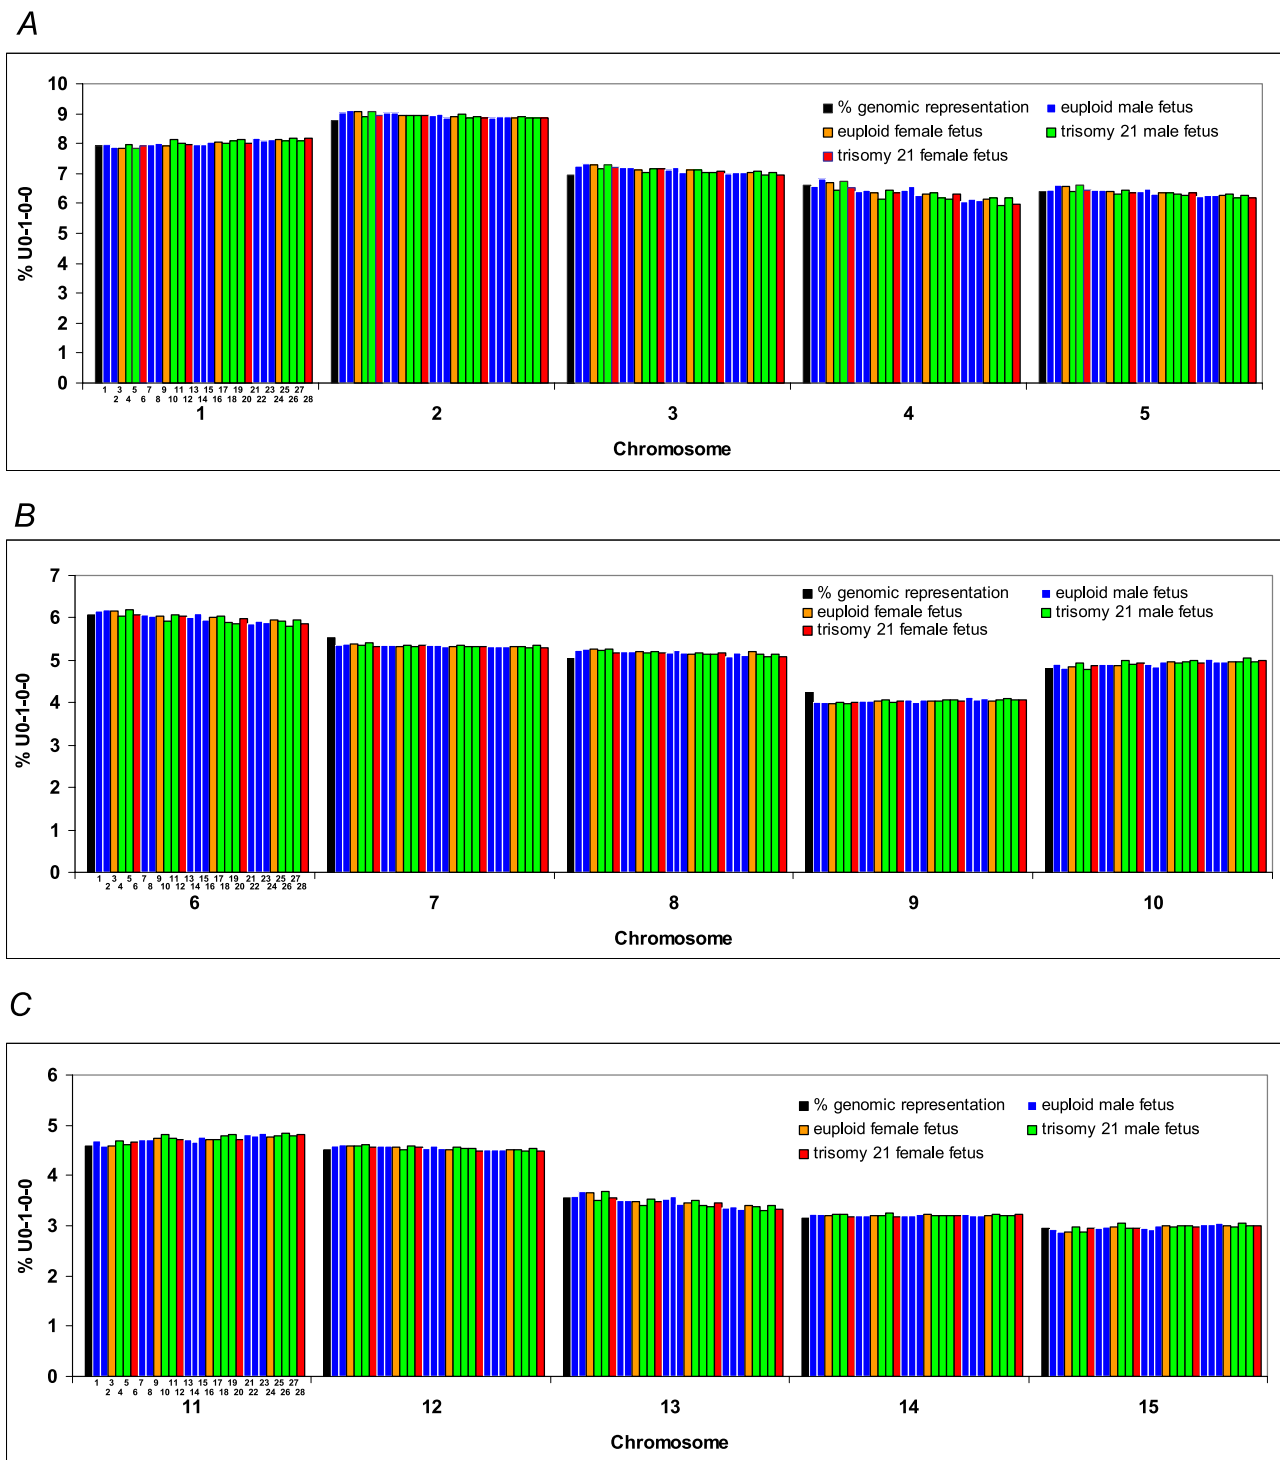 A
10
9
8
7
6
5
4
3
2
1
0
% U0-1-0-0
% genomic representation euploid male fetus
euploid female fetus trisomy 21 male fetus
trisomy 21 female fetus
1 3 5 7 9 11 13 15 17 19 21 23 25 27
2 4 6 8 10 12 14 16 18 20 22 24 26 28
1 2 3 4 5
Chromosome
B
7
6
5
4
3
2
1
0
% U0-1-0-0
% genomic representation euploid male fetus
euploid female fetus trisomy 21 male fetus
trisomy 21 female fetus
1 3 5 7 9 11 13 15 17 19 21 23 25 27
2 4 6 8 10 12 14 16 18 20 22 24 26 28
6 7 8 9 10
Chromosome
C
6
5
4
3
2
1
0
% U0-1-0-0
% genomic representation euploid male fetus
euploid female fetus trisomy 21 male fetus
trisomy 21 female fetus
1 3 5 7 9 11 13 15 17 19 21 23 25 27
2 4 6 8 10 12 14 16 18 20 22 24 26 28
11 12 13 14 15
Chromosome